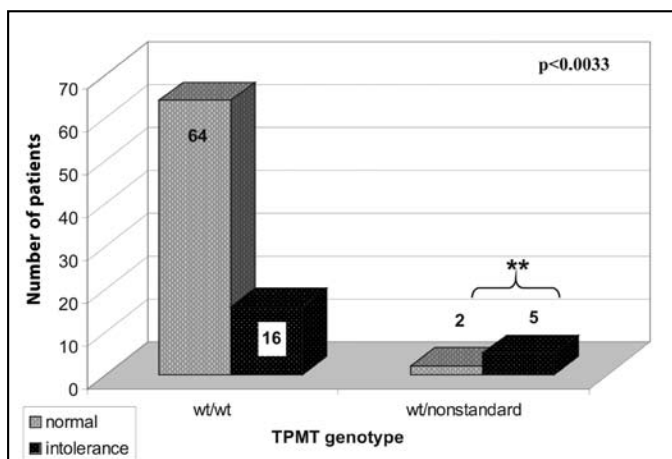 p<0.0033
Number of patients
70
60
50
40
30
20
10
0
64
16
**
2
5
wt/wt
wt/nonstandard
TPMT genotype
normal
intolerance